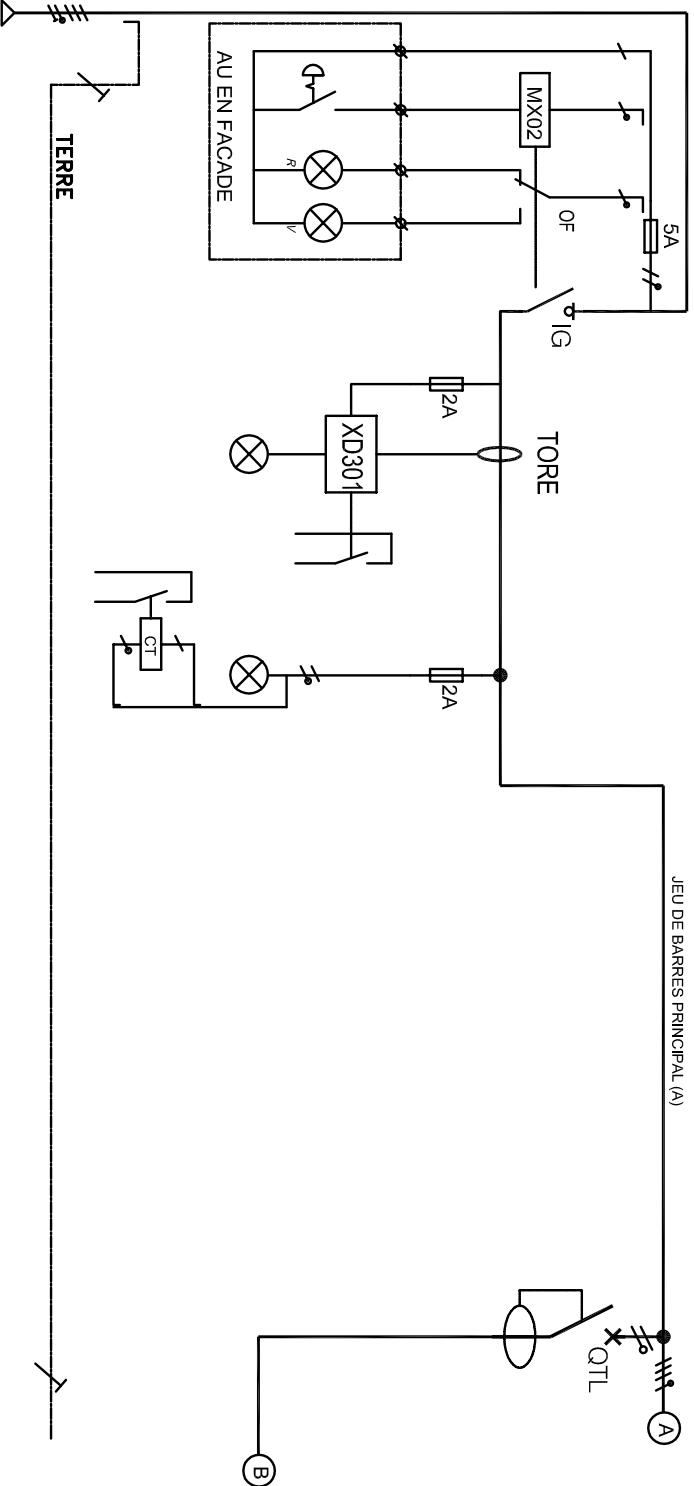 AU EN FACADE
R
V
MX02
OF
5A
IG
TERRE
2A
TORE
XD301
CT
2A
JEU DE BARRES PRINCIPAL (A)
QTL
A
B